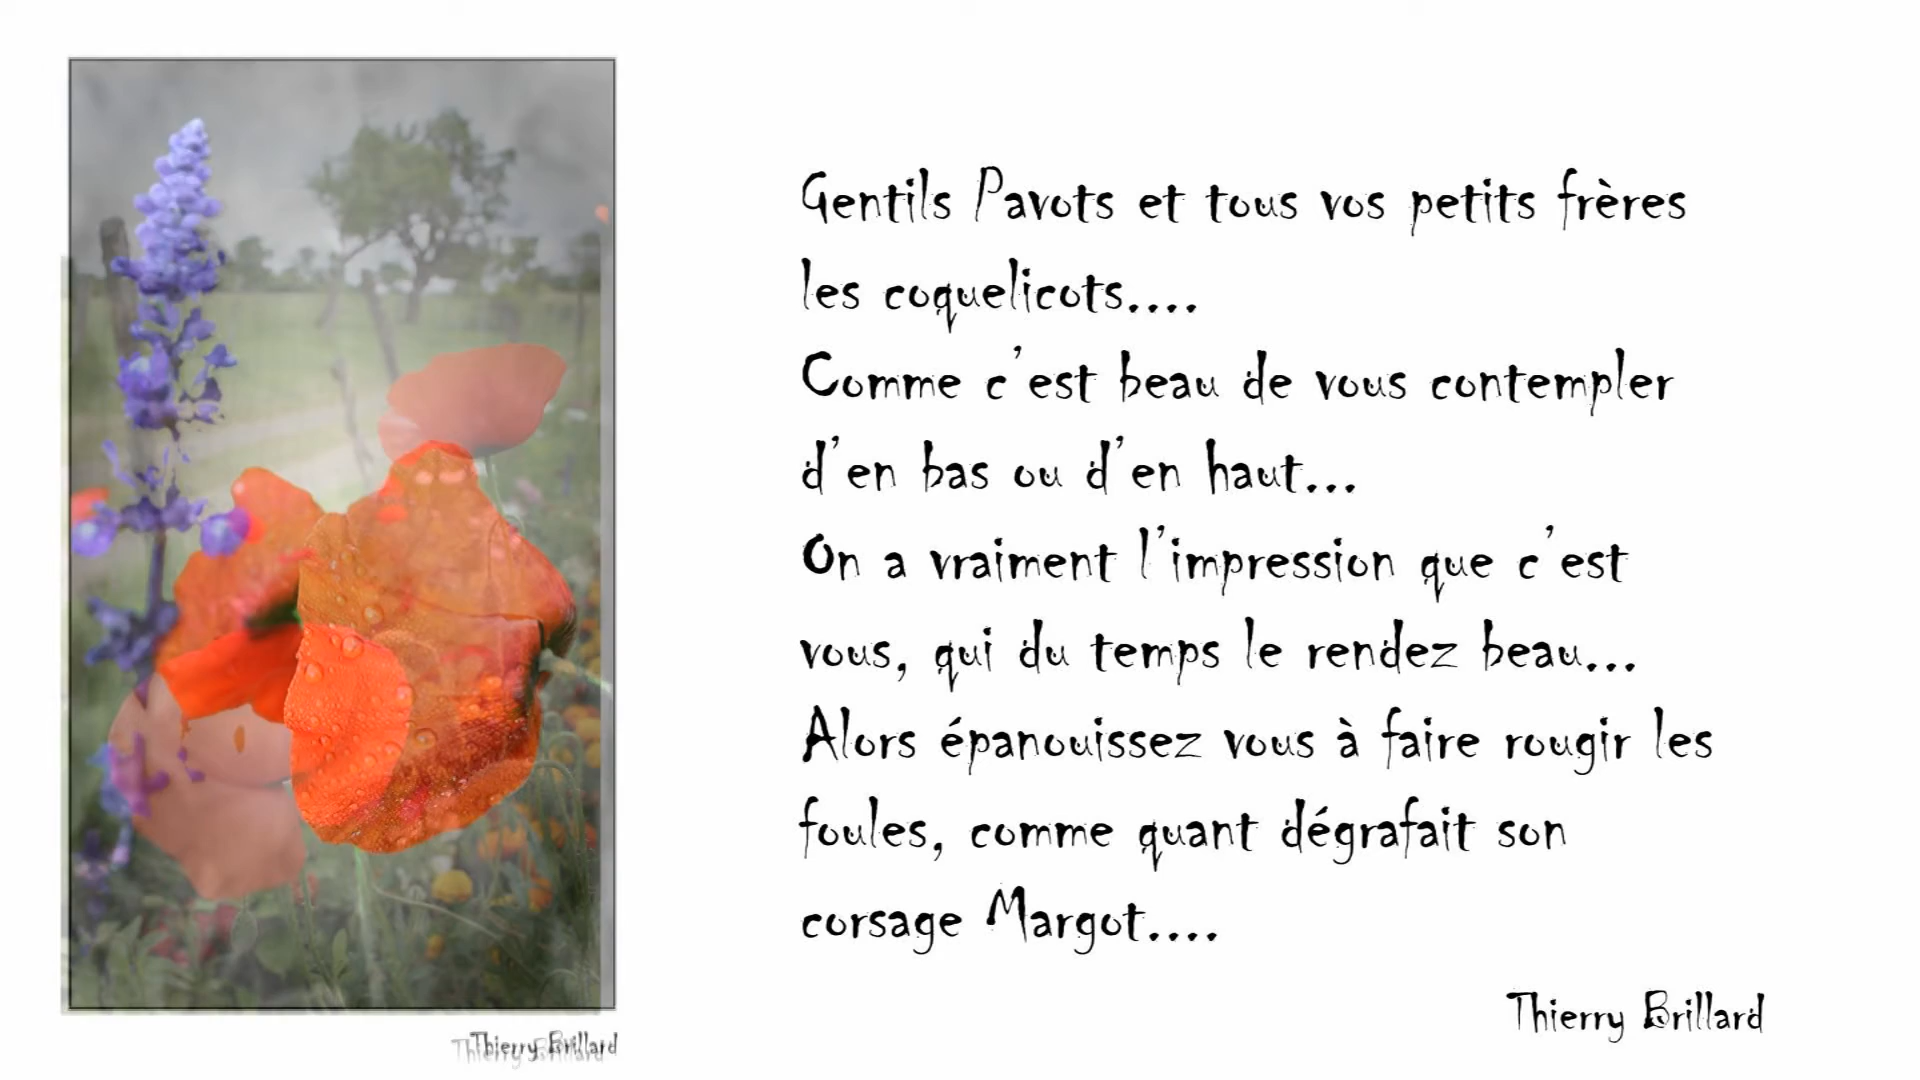 Gentils Pavots et tous vos petits frères
les coquelicots....
Comme c'est beau de vous contempler
d'en bas ou d'en haut...
On a vraiment l'impression que c'est
vous, qui du temps le rendez beau...
Alors épanouissez vous à faire rougir les
foules, comme quant dégrafait son
corsage Margot....
Thierry Brillard
Thierry Brillard